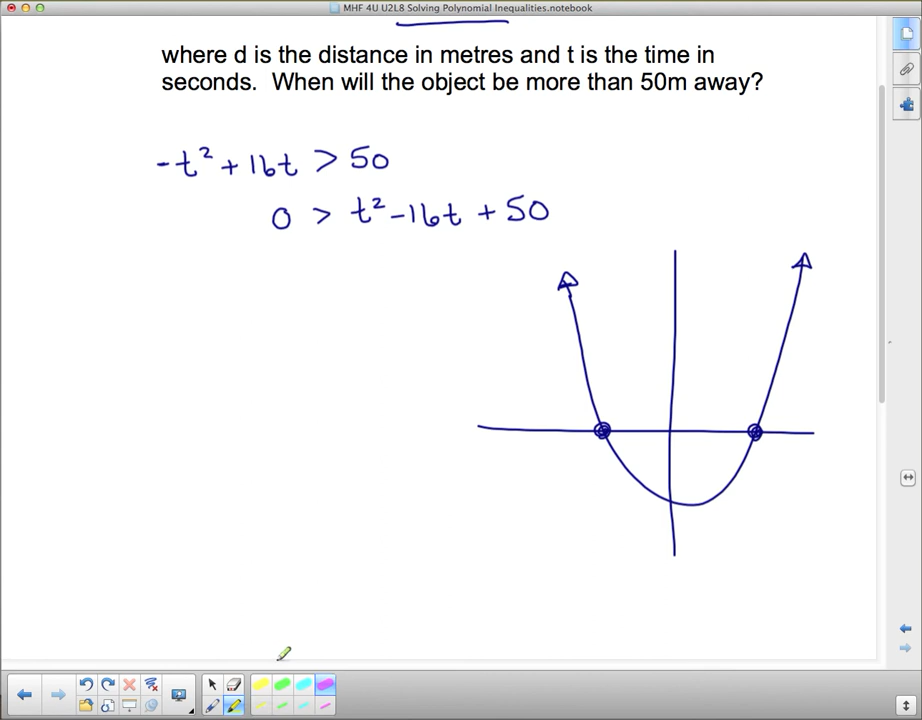 MHF 4U U2L8 Solving Polynomial Inequalities.notebook
where d is the distance in metres and t is the time in
seconds. When will the object be more than 50m away?
-t² + 16t > 50
0 > t² - 16t + 50